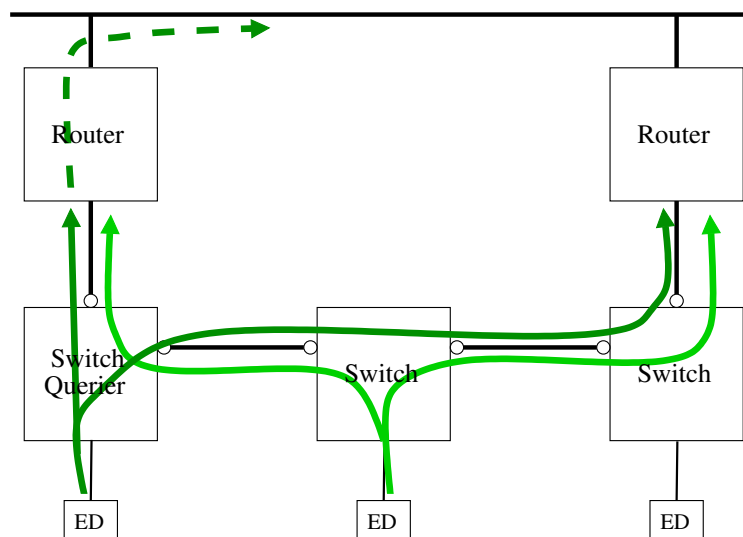 Router
Router
Switch
Querier
Switch
Switch
ED
ED
ED